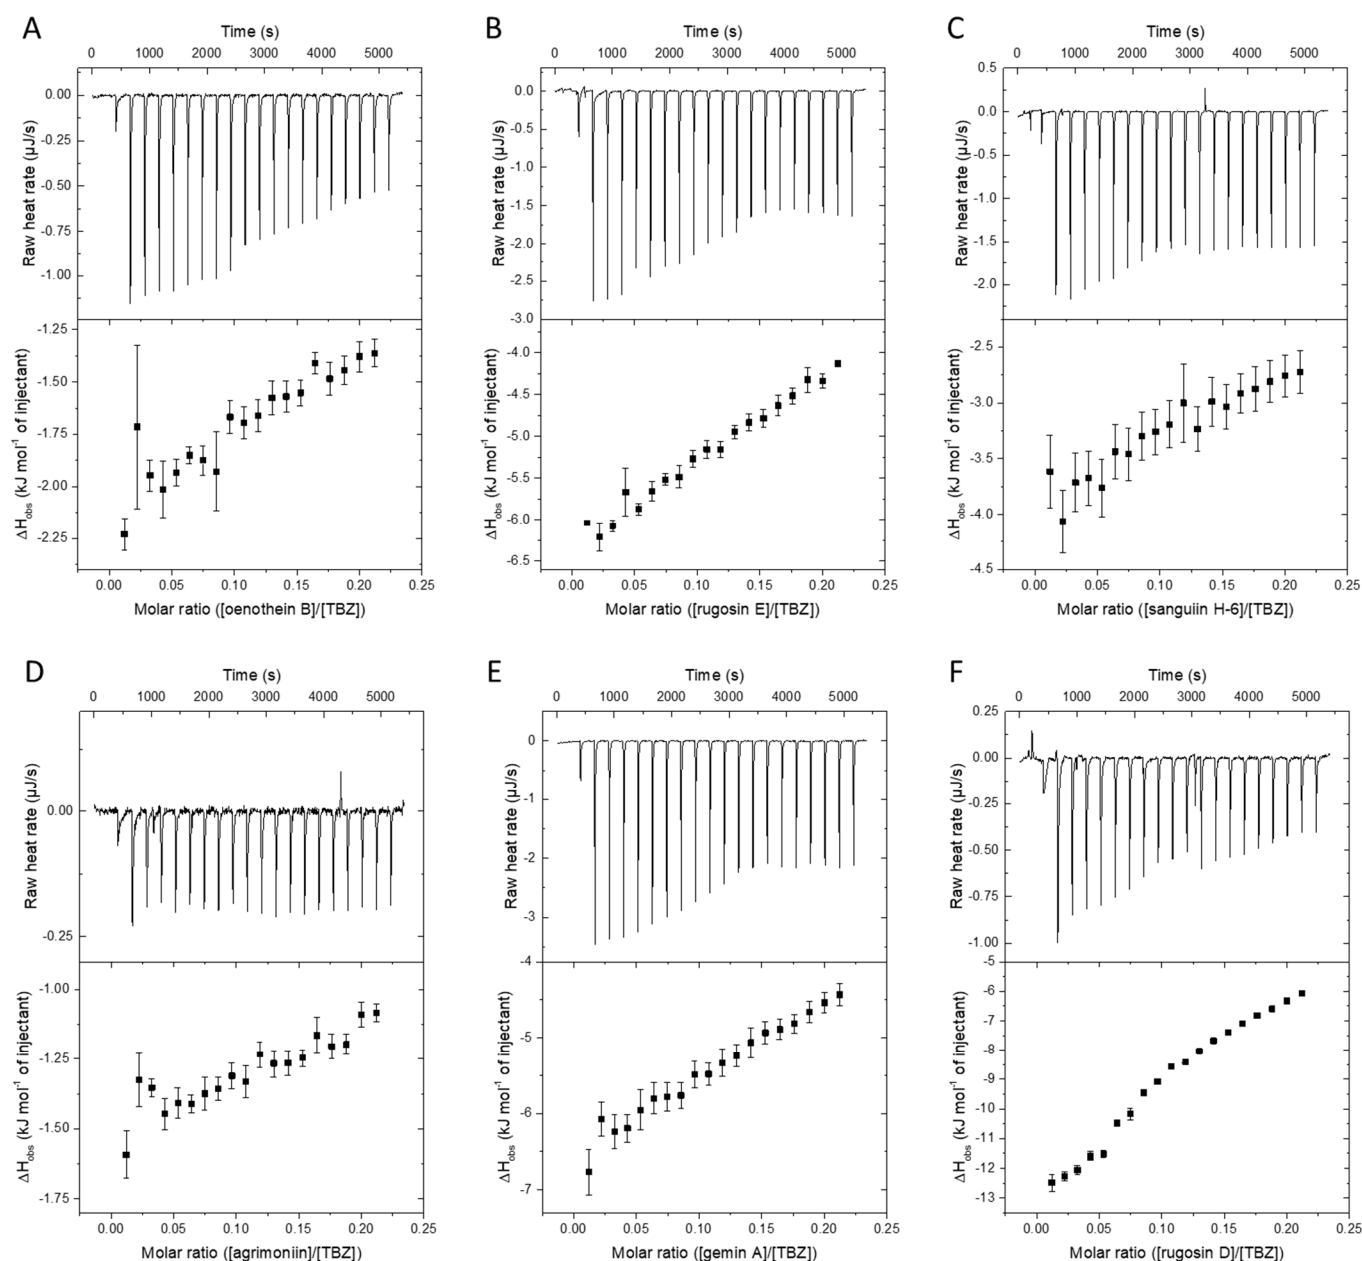 A
Time (s)
0 1000 2000 3000 4000 5000
Raw heat rate (µJ/s)
0.00
-0.25
-0.50
-0.75
-1.00
ΔHobs (kJ mol⁻¹ of injectant)
-1.25
-1.50
-1.75
-2.00
-2.25
0.00 0.05 0.10 0.15 0.20 0.25
Molar ratio ([oenothein B]/[TBZ])
B
Time (s)
0 1000 2000 3000 4000 5000
Raw heat rate (µJ/s)
0.0
-0.5
-1.0
-1.5
-2.0
-2.5
-3.0
ΔHobs (kJ mol⁻¹ of injectant)
-4.0
-4.5
-5.0
-5.5
-6.0
-6.5
0.00 0.05 0.10 0.15 0.20 0.25
Molar ratio ([rugosin E]/[TBZ])
C
Time (s)
0 1000 2000 3000 4000 5000
Raw heat rate (µJ/s)
0.5
0.0
-0.5
-1.0
-1.5
-2.0
ΔHobs (kJ mol⁻¹ of injectant)
-2.5
-3.0
-3.5
-4.0
-4.5
0.00 0.05 0.10 0.15 0.20 0.25
Molar ratio ([sanguiin H-6]/[TBZ])
D
Time (s)
0 1000 2000 3000 4000 5000
Raw heat rate (µJ/s)
0.00
-0.25
ΔHobs (kJ mol⁻¹ of injectant)
-1.00
-1.25
-1.50
-1.75
0.00 0.05 0.10 0.15 0.20 0.25
Molar ratio ([agrimoniin]/[TBZ])
E
Time (s)
0 1000 2000 3000 4000 5000
Raw heat rate (µJ/s)
0
-1
-2
-3
-4
ΔHobs (kJ mol⁻¹ of injectant)
-5
-6
-7
0.00 0.05 0.10 0.15 0.20 0.25
Molar ratio ([gemin A]/[TBZ])
F
Time (s)
0 1000 2000 3000 4000 5000
Raw heat rate (µJ/s)
0.25
0.00
-0.25
-0.50
-0.75
-1.00
ΔHobs (kJ mol⁻¹ of injectant)
-5
-6
-7
-8
-9
-10
-11
-12
-13
0.00 0.05 0.10 0.15 0.20 0.25
Molar ratio ([rugosin D]/[TBZ])